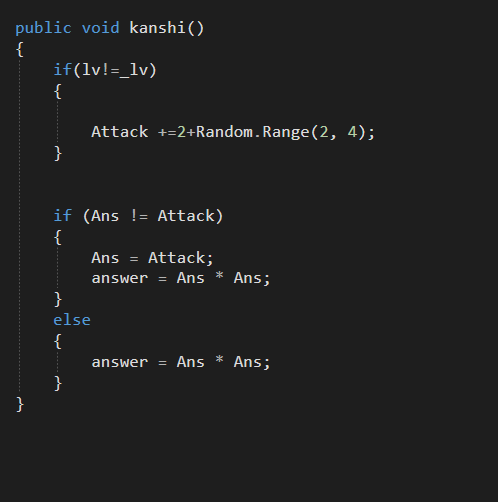 public void kanshi()
{
if(lv!=_lv)
{
Attack +=2+Random.Range(2, 4);
}
if (Ans != Attack)
{
Ans = Attack;
answer = Ans * Ans;
}
else
{
answer = Ans * Ans;
}
}